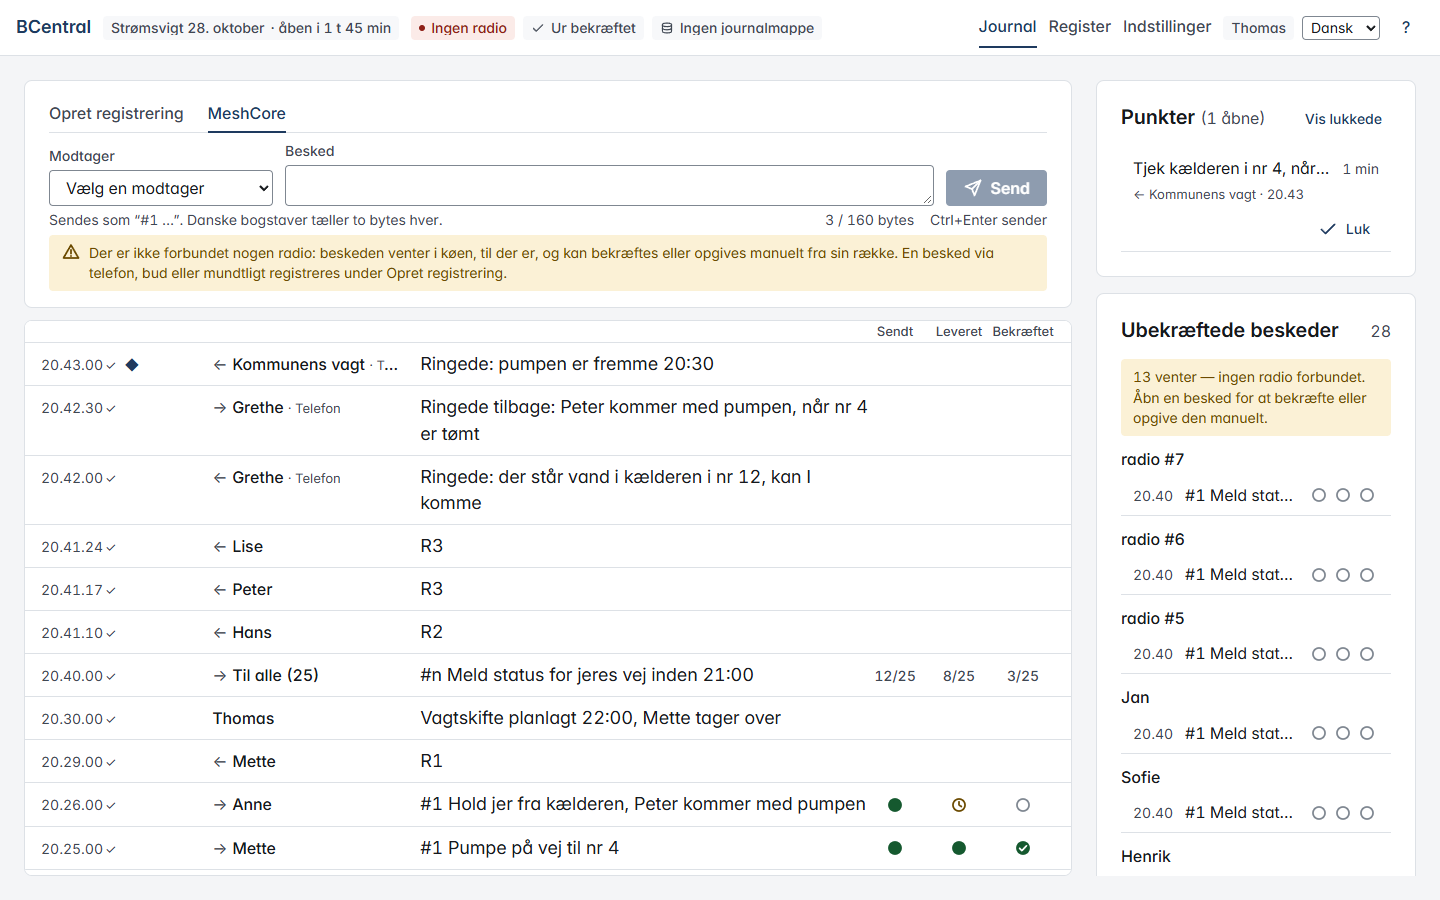 BCentral
Strømsvigt 28. oktober · åben i 1 t 45 min
Ingen radio
Ur bekræftet
Ingen journalmappe
Journal
Register
Indstillinger
Thomas
Dansk
?
Opret registrering
MeshCore
Modtager
Besked
Vælg en modtager
Send
Sendes som “#1 …”. Danske bogstaver tæller to bytes hver.
3 / 160 bytes
Ctrl+Enter sender
Der er ikke forbundet nogen radio: beskeden venter i køen, til der er, og kan bekræftes eller opgives manuelt fra sin række. En besked via
telefon, bud eller mundtligt registreres under Opret registrering.
Sendt Leveret Bekræftet
20.43.00 ← Kommunens vagt · T... Ringede: pumpen er fremme 20:30
20.42.30 → Grethe · Telefon Ringede tilbage: Peter kommer med pumpen, når nr 4
er tømt
20.42.00 ← Grethe · Telefon Ringede: der står vand i kælderen i nr 12, kan I
komme
20.41.24 ← Lise R3
20.41.17 ← Peter R3
20.41.10 ← Hans R2
20.40.00 → Til alle (25) #n Meld status for jeres vej inden 21:00 12/25 8/25 3/25
20.30.00 Thomas Vagtskifte planlagt 22:00, Mette tager over
20.29.00 ← Mette R1
20.26.00 → Anne #1 Hold jer fra kælderen, Peter kommer med pumpen
20.25.00 → Mette #1 Pumpe på vej til nr 4
Punkter (1 åbne)
Vis lukkede
Tjek kælderen i nr 4, når... 1 min
← Kommunens vagt · 20.43
Luk
Ubekræftede beskeder 28
13 venter — ingen radio forbundet.
Åbn en besked for at bekræfte eller
opgive den manuelt.
radio #7
20.40 #1 Meld stat...
radio #6
20.40 #1 Meld stat...
radio #5
20.40 #1 Meld stat...
Jan
20.40 #1 Meld stat...
Sofie
20.40 #1 Meld stat...
Henrik